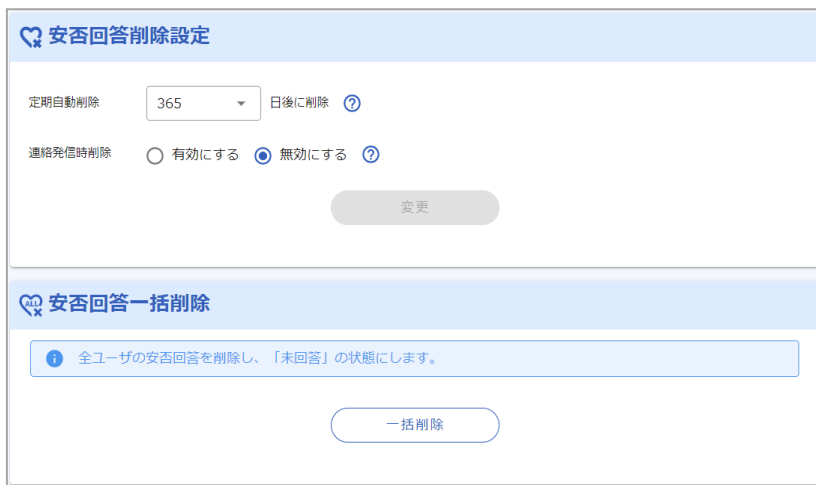 安否回答削除設定
定期自動削除 365 日後に削除 ?
連絡発信時削除 有効にする 無効にする ?
変更
ALL 安否回答一括削除
i 全ユーザの安否回答を削除し、「未回答」の状態にします。
一括削除